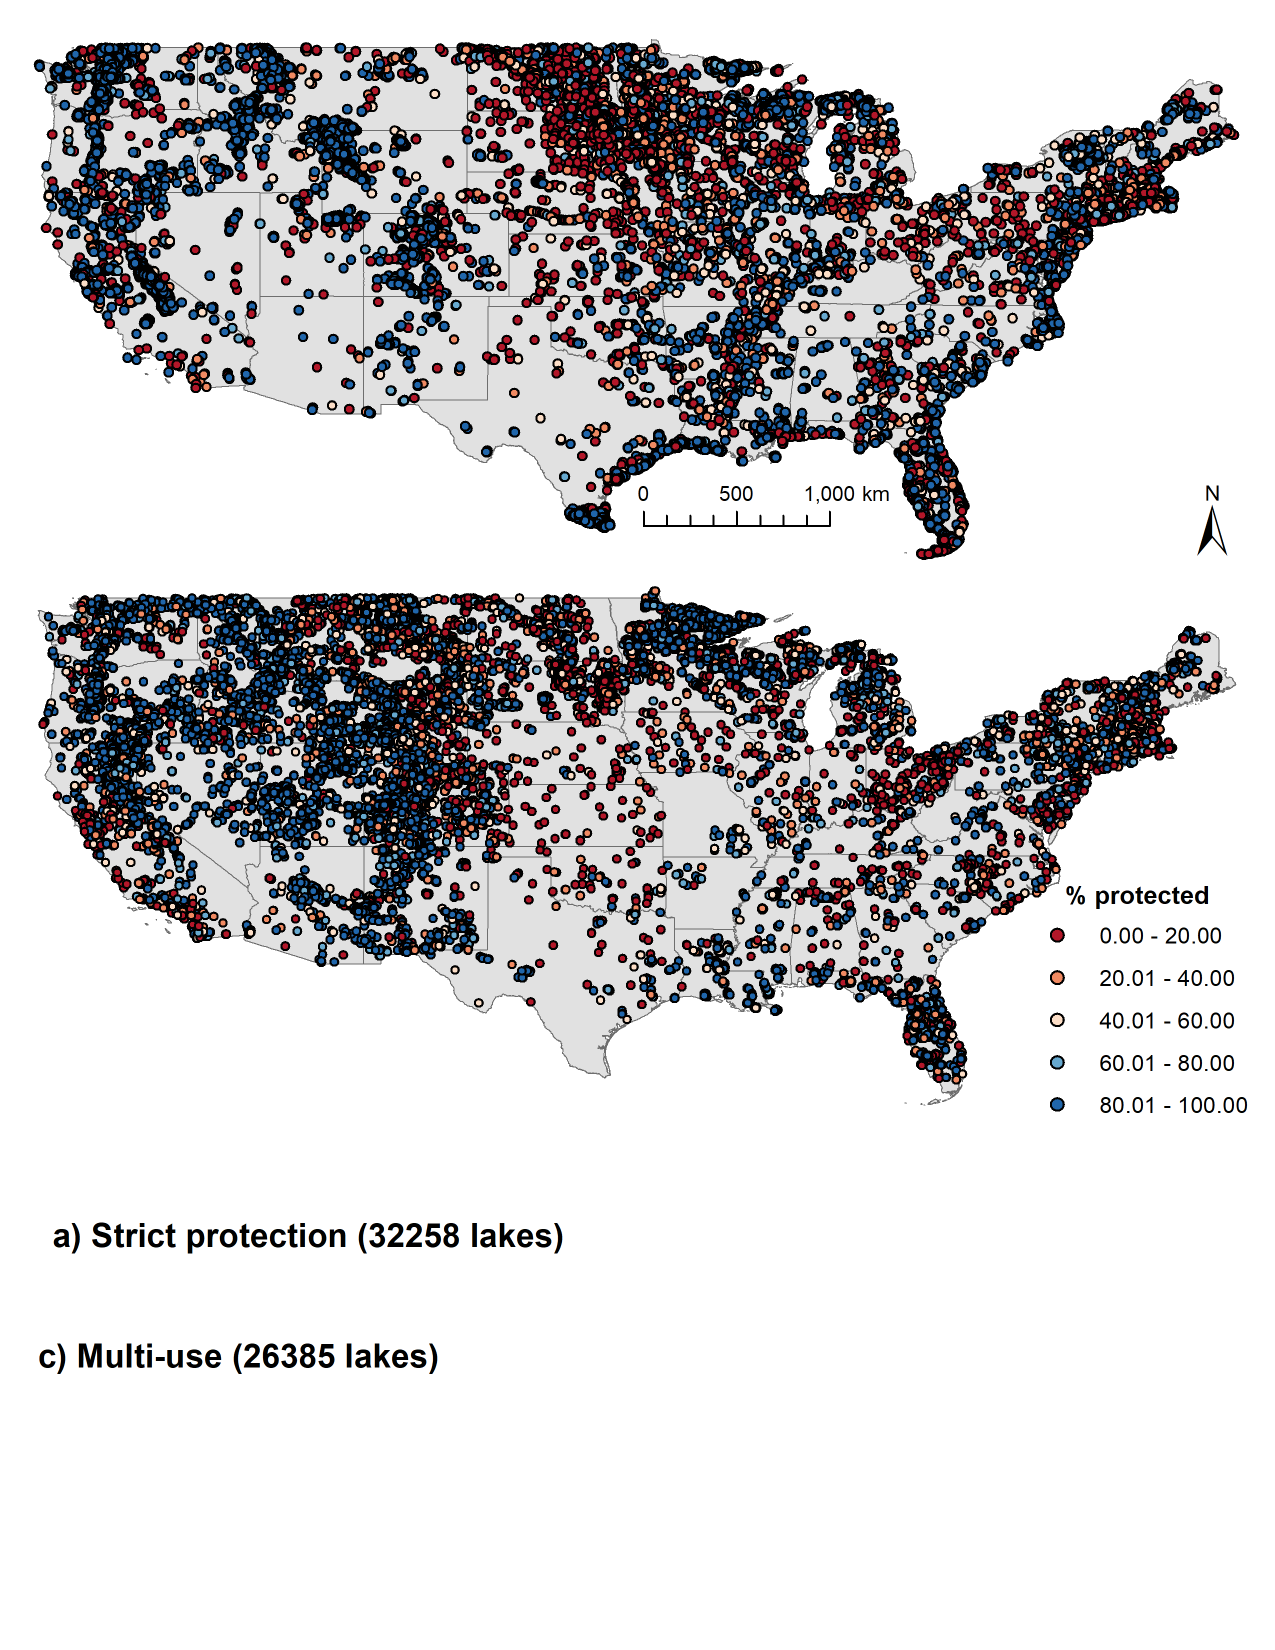 0 500 1,000 km
N
% protected
0.00 - 20.00
20.01 - 40.00
40.01 - 60.00
60.01 - 80.00
80.01 - 100.00
a) Strict protection (32258 lakes)
c) Multi-use (26385 lakes)